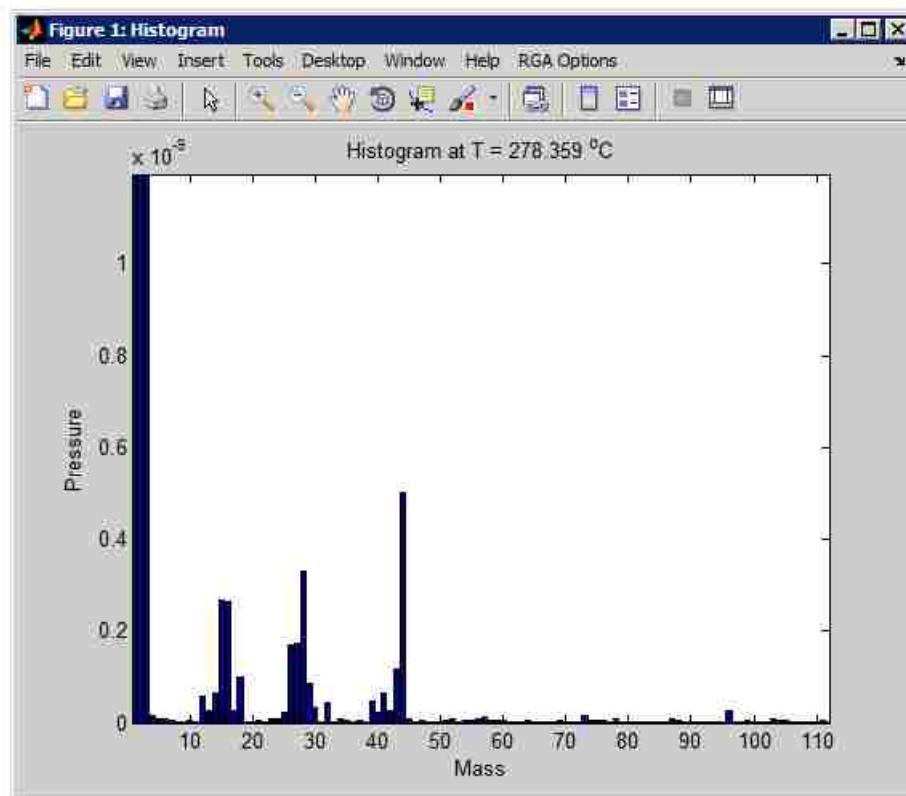 Figure 1: Histogram
File Edit View Insert Tools Desktop Window Help RGA Options
x 10^-9
Histogram at T = 278.359 °C
1
0.8
0.6
0.4
0.2
0
Pressure
10 20 30 40 50 60 70 80 90 100 110
Mass